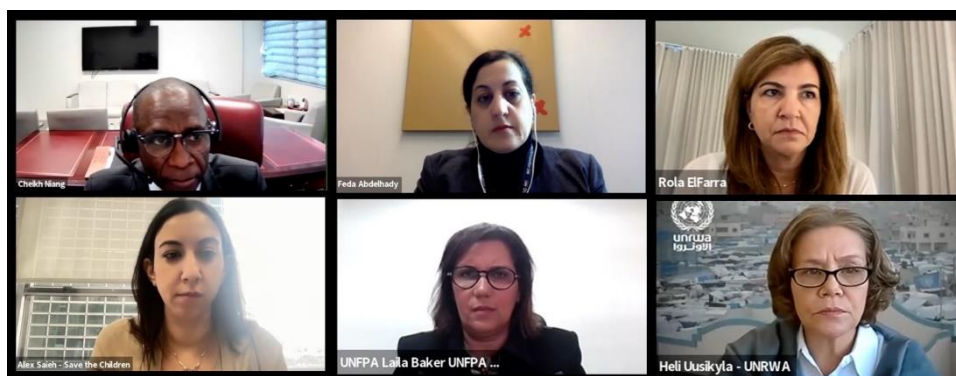 Cheikh Niang
Feda Abdelhady
Rola ElFarra
unrwa
الأونروا
Alex Saieh - Save the Children
UNFPA Laila Baker UNFPA ...
Heli Uusikyla - UNRWA